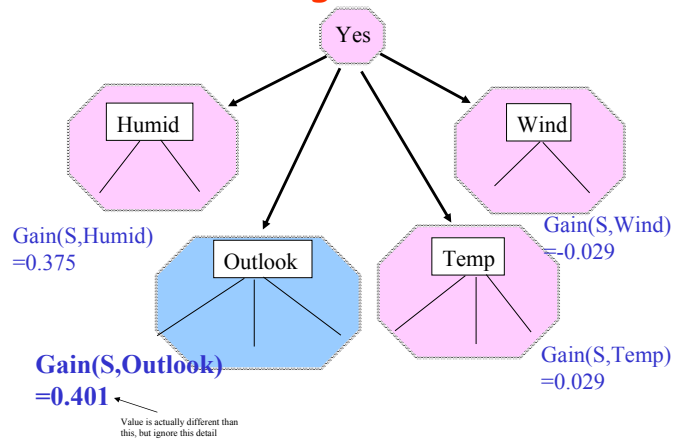 Yes
Humid
Wind
Gain(S,Humid)
=0.375
Gain(S,Wind)
=-0.029
Outlook
Temp
Gain(S,Outlook)
=0.401
Gain(S,Temp)
=0.029
Value is actually different than
this, but ignore this detail